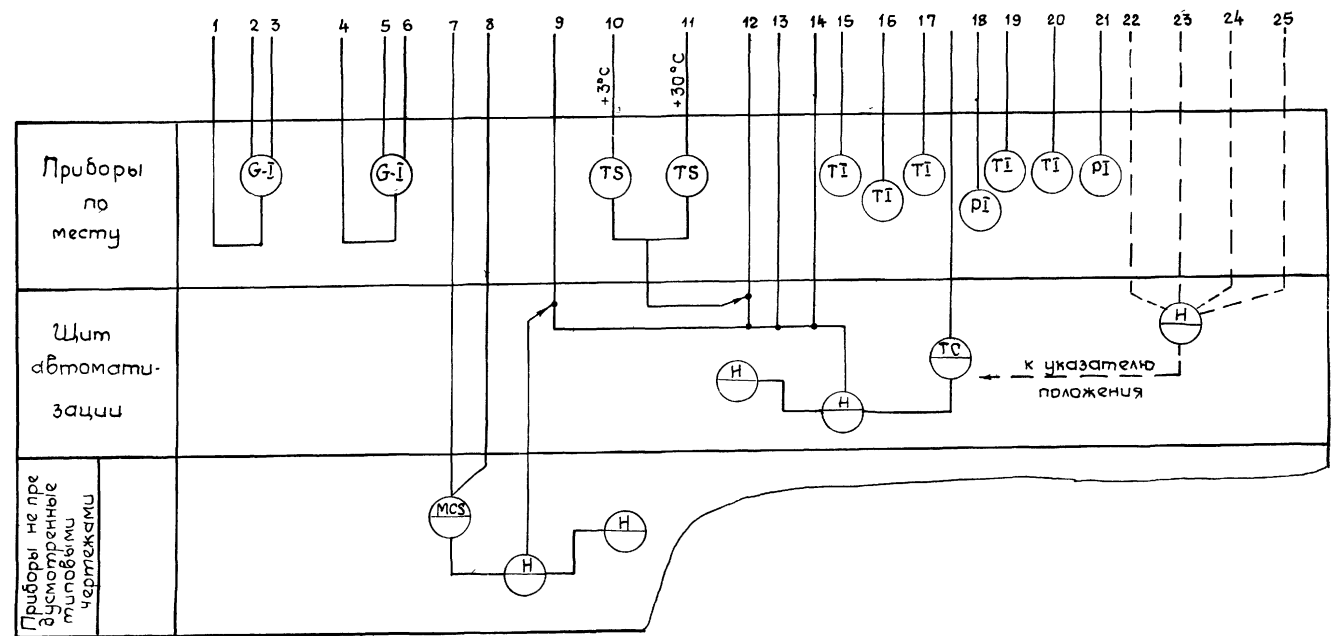 1 2 3 4 5 6 7 8 9 10 11 12 13 14 15 16 17 18 19 20 21 22 23 24 25
+3°С
+30°С
Приборы
по
месту
G-I
G-I
TS
TS
TI
TI
TI
PI
TI
TI
PI
Щит
автомати-
зации
H
TC
H
H
к указателю
положения
Приборы не пре
дусмотренные
типовыми
чертежами
MCS
H
H